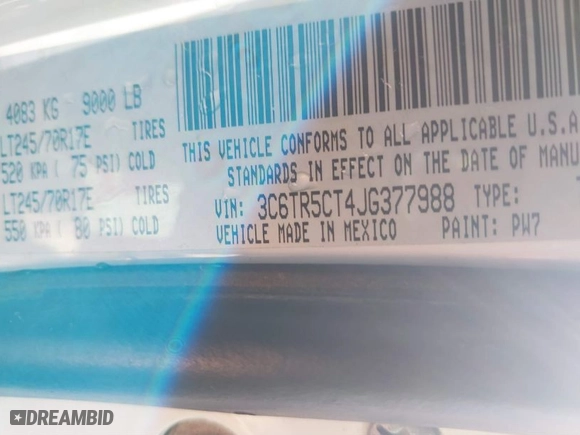 4083 KG 9000 LB
LT245/70R17E TIRES
520 KPA ( 75 PSI) COLD
LT245/70R17E TIRES
550 KPA ( 80 PSI) COLD
THIS VEHICLE CONFORMS TO ALL APPLICABLE U.S.A
STANDARDS IN EFFECT ON THE DATE OF MANU
VIN: 3C6TR5CT4JG377988 TYPE:
VEHICLE MADE IN MEXICO PAINT: PW7
DREAMBID